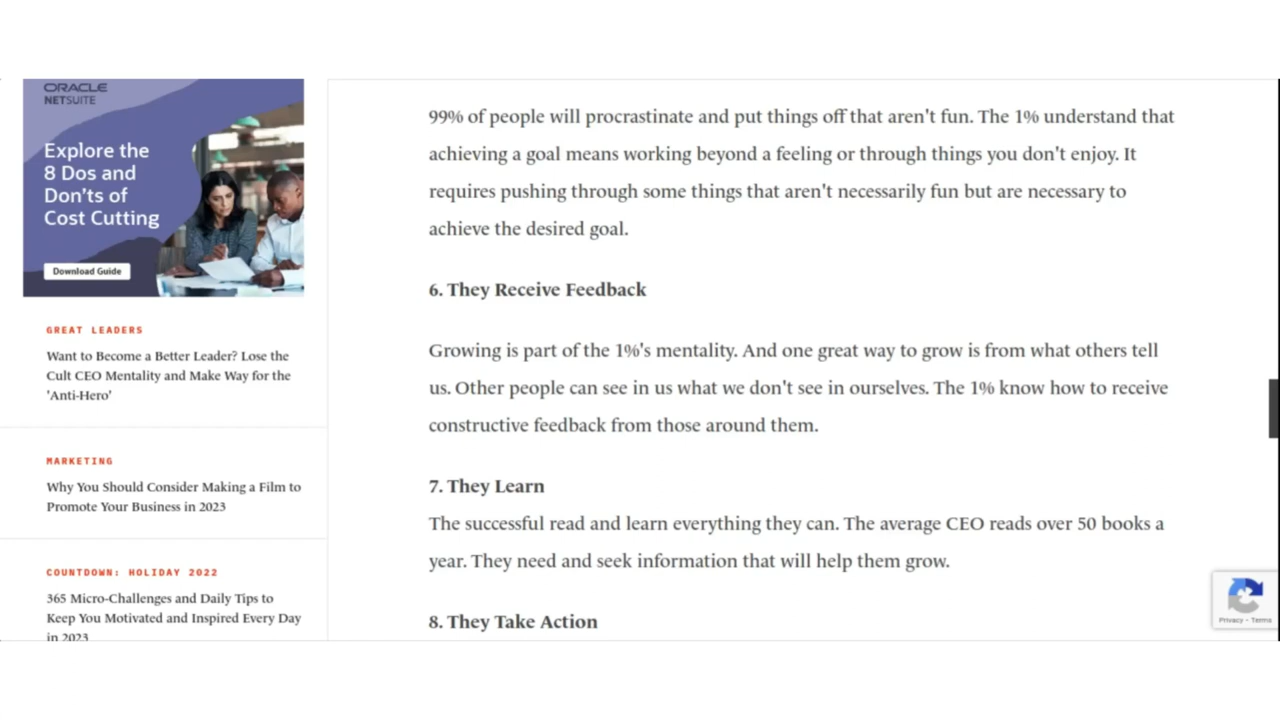 ORACLE
NETSUITE
Explore the
8 Dos and
Don'ts of
Cost Cutting
Download Guide
GREAT LEADERS
Want to Become a Better Leader? Lose the
Cult CEO Mentality and Make Way for the
'Anti-Hero'
MARKETING
Why You Should Consider Making a Film to
Promote Your Business in 2023
COUNTDOWN: HOLIDAY 2022
365 Micro-Challenges and Daily Tips to
Keep You Motivated and Inspired Every Day
in 2023
99% of people will procrastinate and put things off that aren't fun. The 1% understand that
achieving a goal means working beyond a feeling or through things you don't enjoy. It
requires pushing through some things that aren't necessarily fun but are necessary to
achieve the desired goal.
6. They Receive Feedback
Growing is part of the 1%'s mentality. And one great way to grow is from what others tell
us. Other people can see in us what we don't see in ourselves. The 1% know how to receive
constructive feedback from those around them.
7. They Learn
The successful read and learn everything they can. The average CEO reads over 50 books a
year. They need and seek information that will help them grow.
8. They Take Action
Privacy - Terms